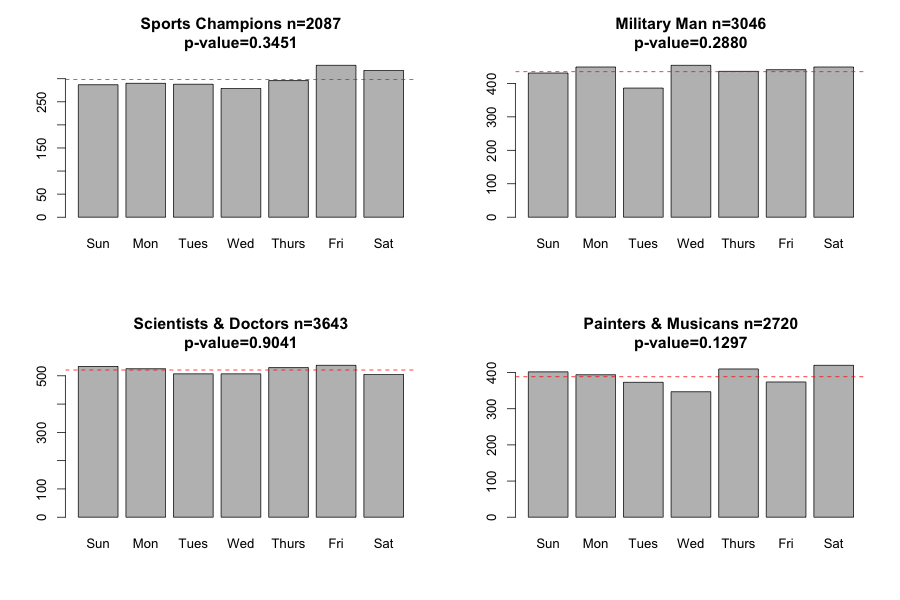 Sports Champions n=2087
p-value=0.3451
250
150
50
0
Sun Mon Tues Wed Thurs Fri Sat
Military Man n=3046
p-value=0.2880
400
300
200
100
0
Sun Mon Tues Wed Thurs Fri Sat
Scientists & Doctors n=3643
p-value=0.9041
500
300
100
0
Sun Mon Tues Wed Thurs Fri Sat
Painters & Musicans n=2720
p-value=0.1297
400
300
200
100
0
Sun Mon Tues Wed Thurs Fri Sat